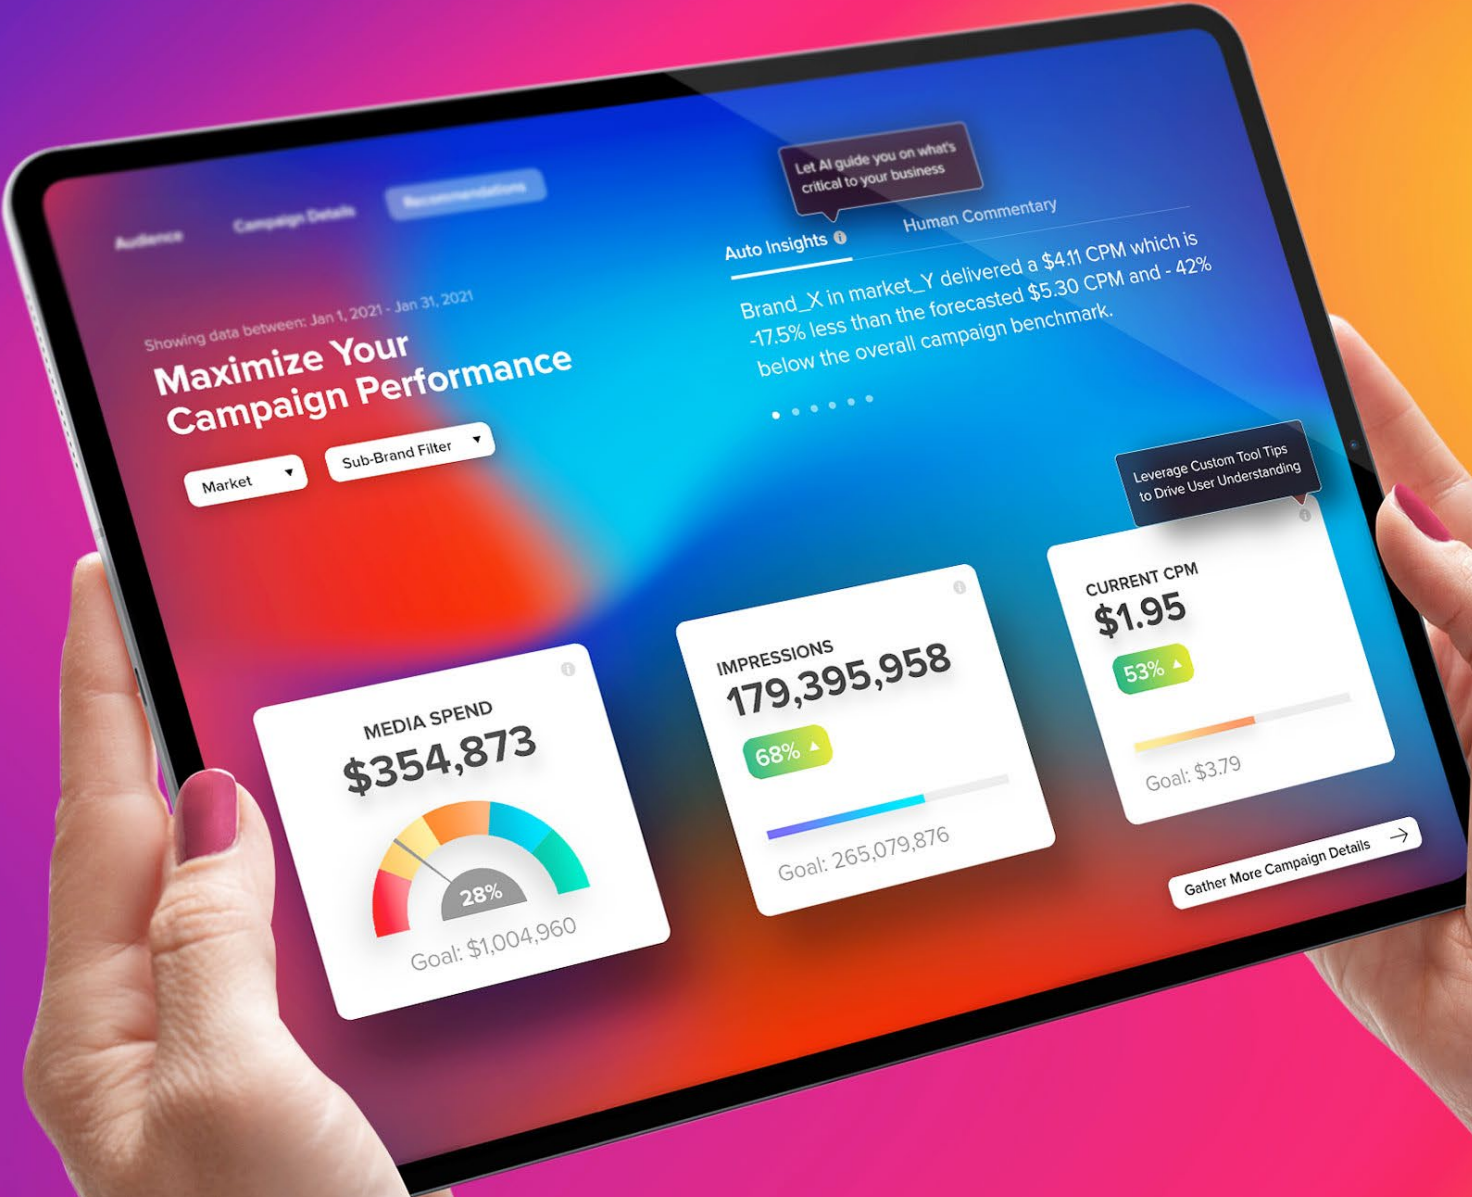 Audience
Campaign Details
Recommendations
Showing data between: Jan 1, 2021 - Jan 31, 2021
Maximize Your
Campaign Performance
Market
Sub-Brand Filter
Let AI guide you on what's
critical to your business
Auto Insights
Human Commentary
Brand_X in market_Y delivered a $4.11 CPM which is
-17.5% less than the forecasted $5.30 CPM and - 42%
below the overall campaign benchmark.
Leverage Custom Tool Tips
to Drive User Understanding
MEDIA SPEND
$354,873
28%
Goal: $1,004,960
IMPRESSIONS
179,395,958
68%
Goal: 265,079,876
CURRENT CPM
$1.95
53%
Goal: $3.79
Gather More Campaign Details